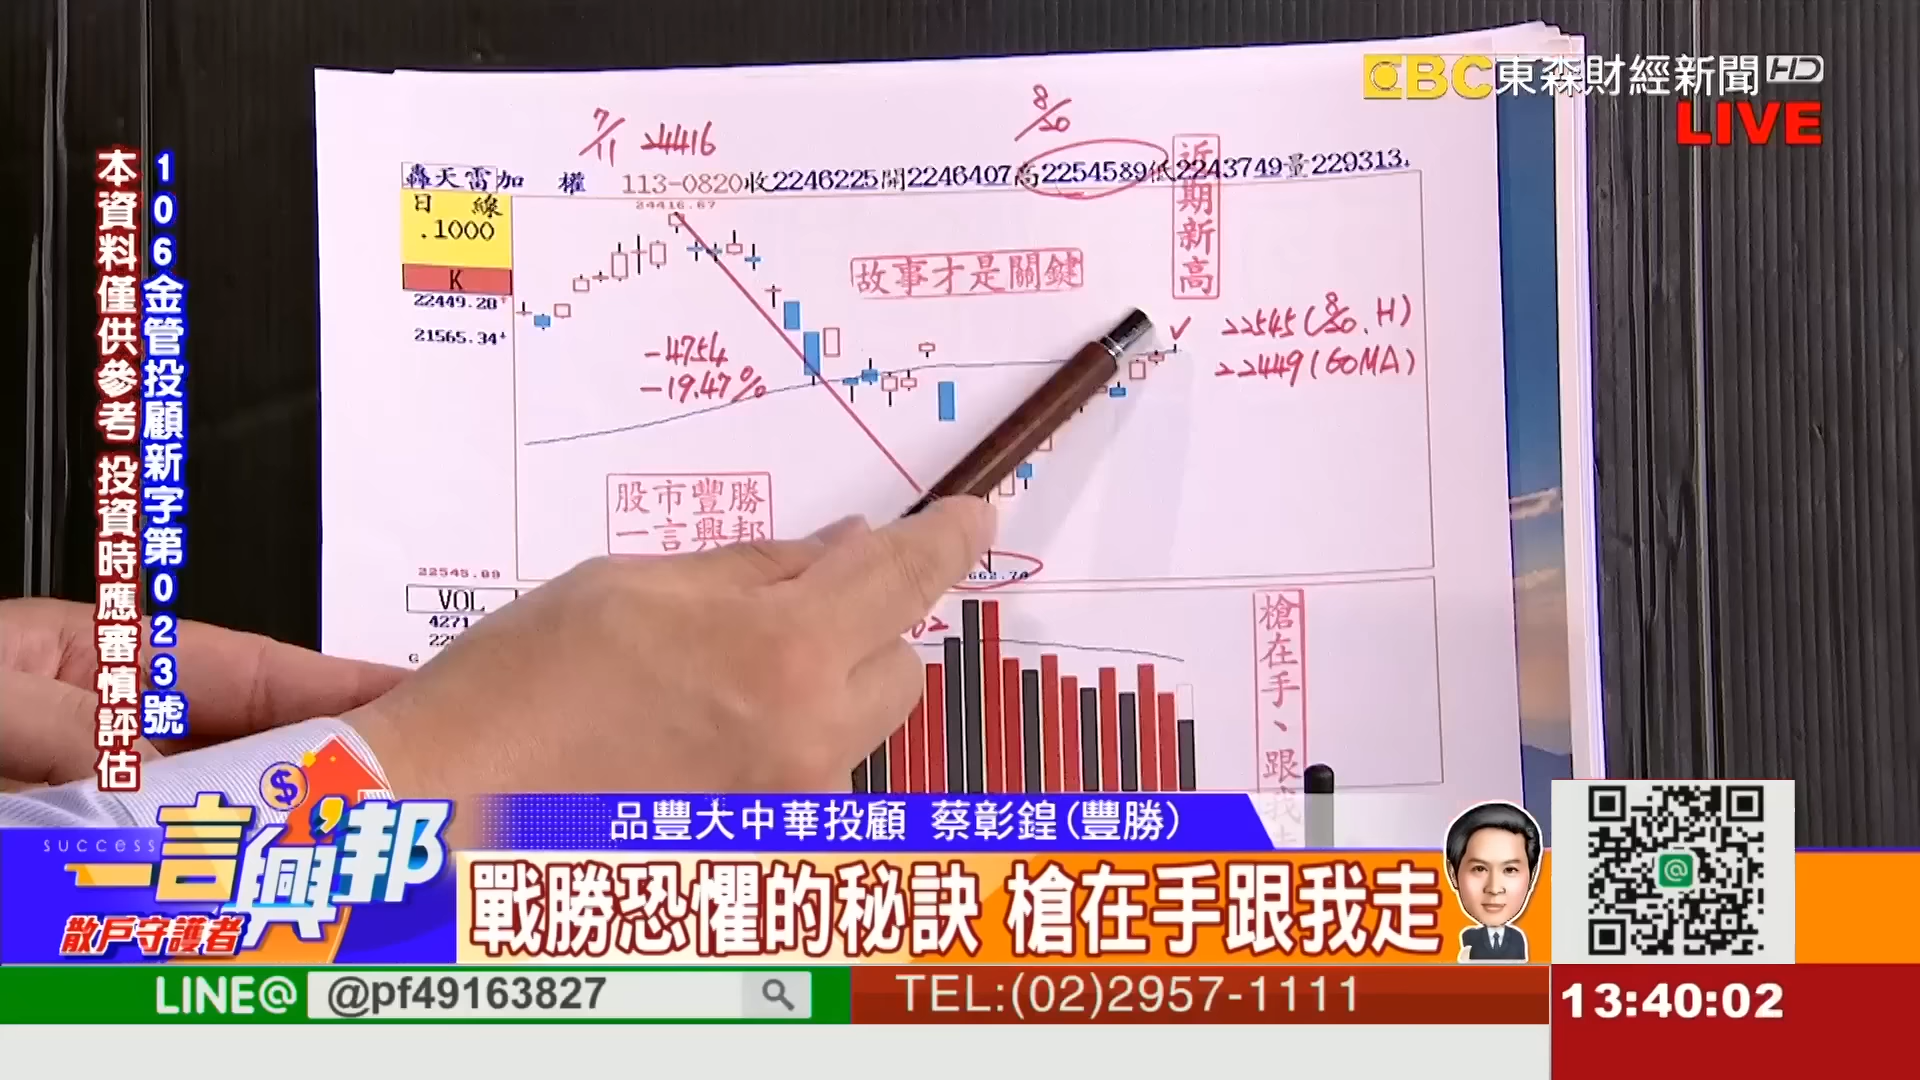 EBC 東森財經新聞 HD
LIVE
106金管投顧新字第023號
本資料僅供參考 投資時應審慎評估
7/11 24416
8/20
轟天雷加 權 113-0820收2246225開2246407高2254589低2243749量229313.
日 線
.1000
K
22449.20↑
21565.34↓
24416.67
近期新高
故事才是關鍵
-4754
-19.47%
22545(8/20.H)
22449(60MA)
股市豐勝
一言興邦
22545.89
662.70
VOL
4271
槍在手、跟我走
success
一言興邦
散戶守護者
品豐大中華投顧 蔡彰鍠(豐勝)
戰勝恐懼的秘訣 槍在手跟我走
LINE@ @pf49163827
TEL:(02)2957-1111
13:40:02